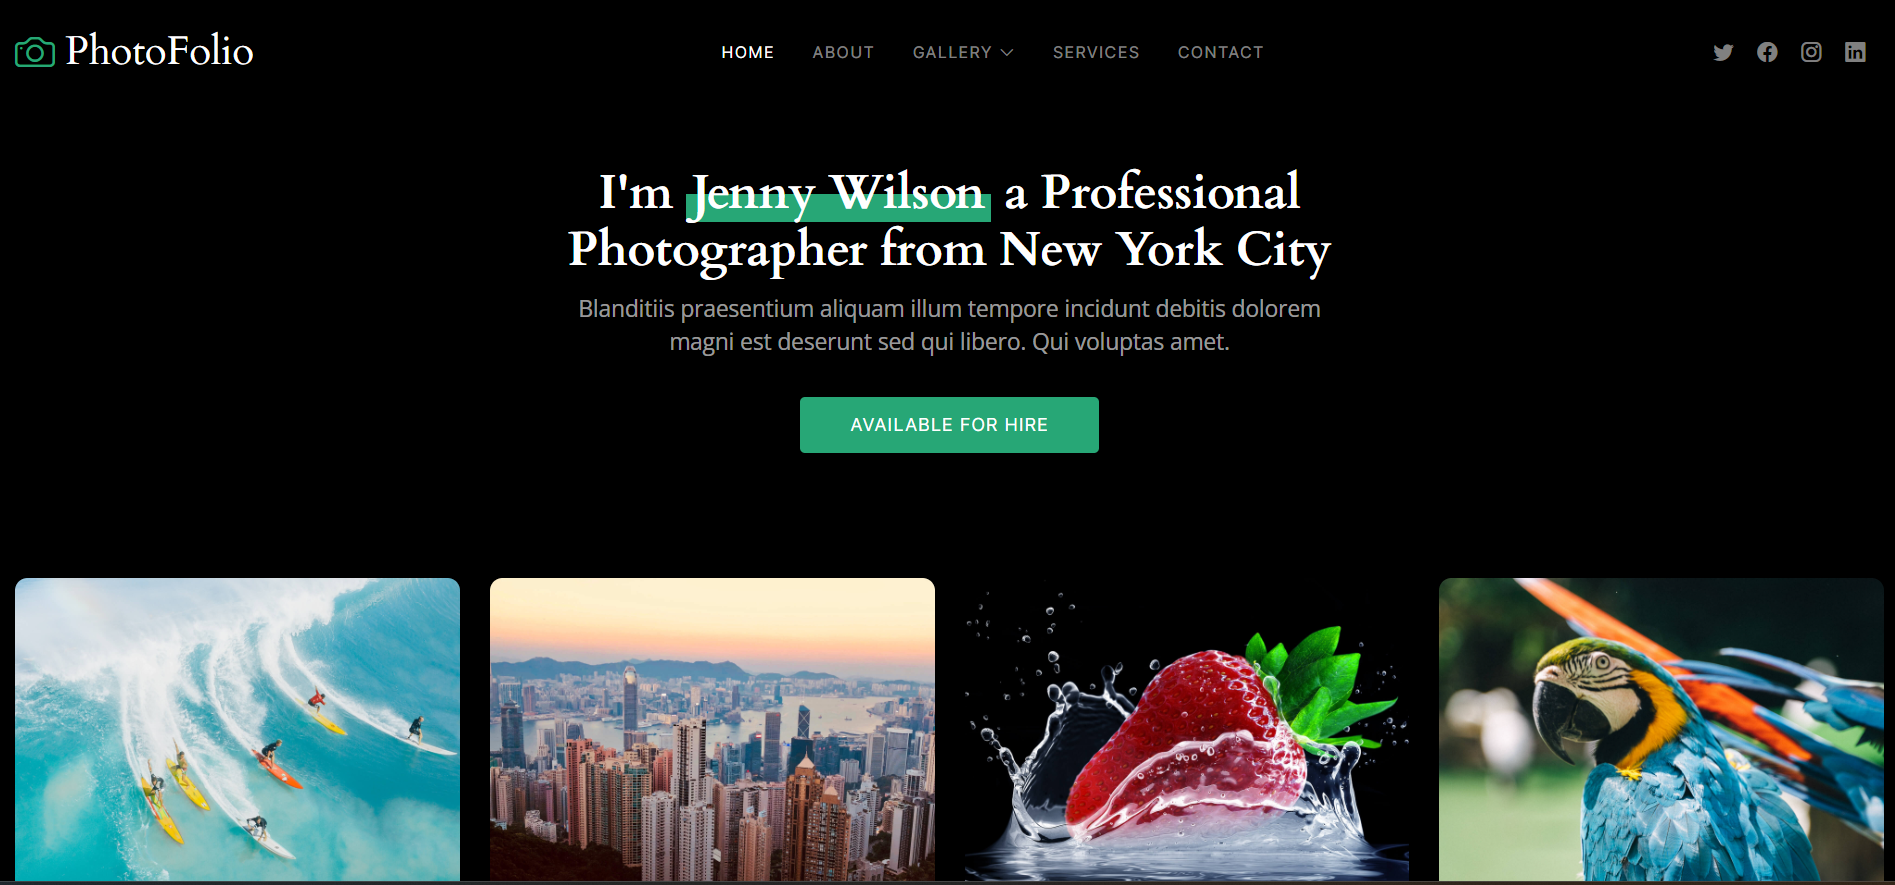 PhotoFolio
HOME ABOUT GALLERY SERVICES CONTACT
I'm Jenny Wilson a Professional
Photographer from New York City
Blanditiis praesentium aliquam illum tempore incidunt debitis dolorem
magni est deserunt sed qui libero. Qui voluptas amet.
AVAILABLE FOR HIRE